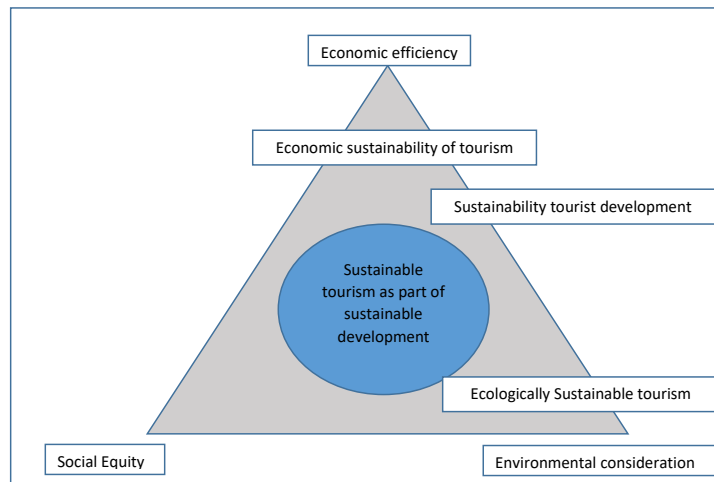 Economic efficiency
Economic sustainability of tourism
Sustainability tourist development
Sustainable
tourism as part of
sustainable
development
Ecologically Sustainable tourism
Social Equity
Environmental consideration